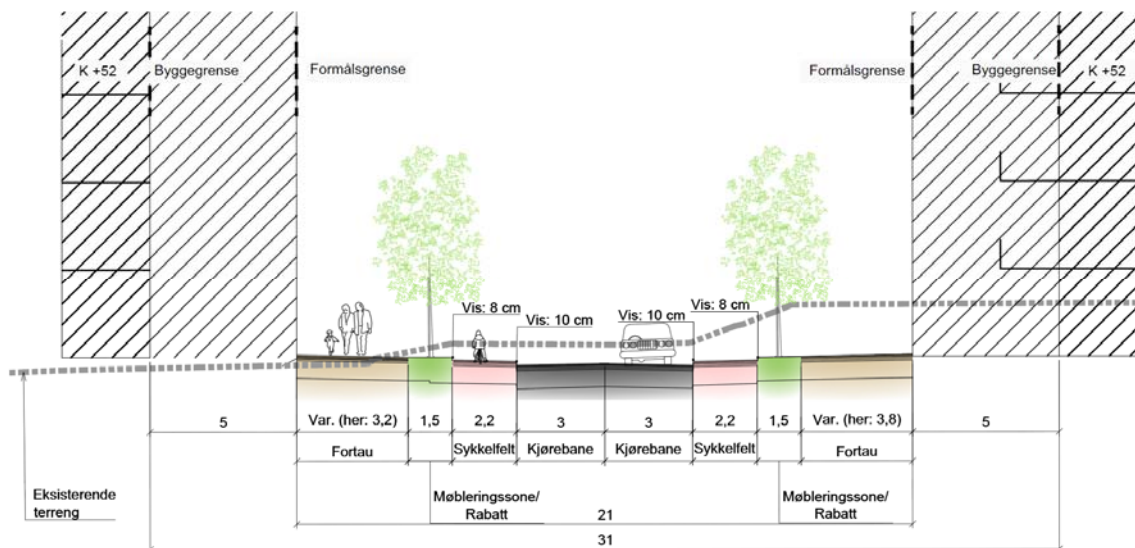 K +52
Byggegrense
Formålsgrense
Formålsgrense
Byggegrense
K +52
Vis: 8 cm
Vis: 10 cm
Vis: 10 cm
Vis: 8 cm
5
Var. (her: 3,2)
1,5
2,2
3
3
2,2
1,5
Var. (her: 3,8)
5
Fortau
Sykkelfelt
Kjørebane
Kjørebane
Sykkelfelt
Fortau
Eksisterende
terreng
Møbleringssone/
Rabatt
21
Møbleringssone/
Rabatt
31